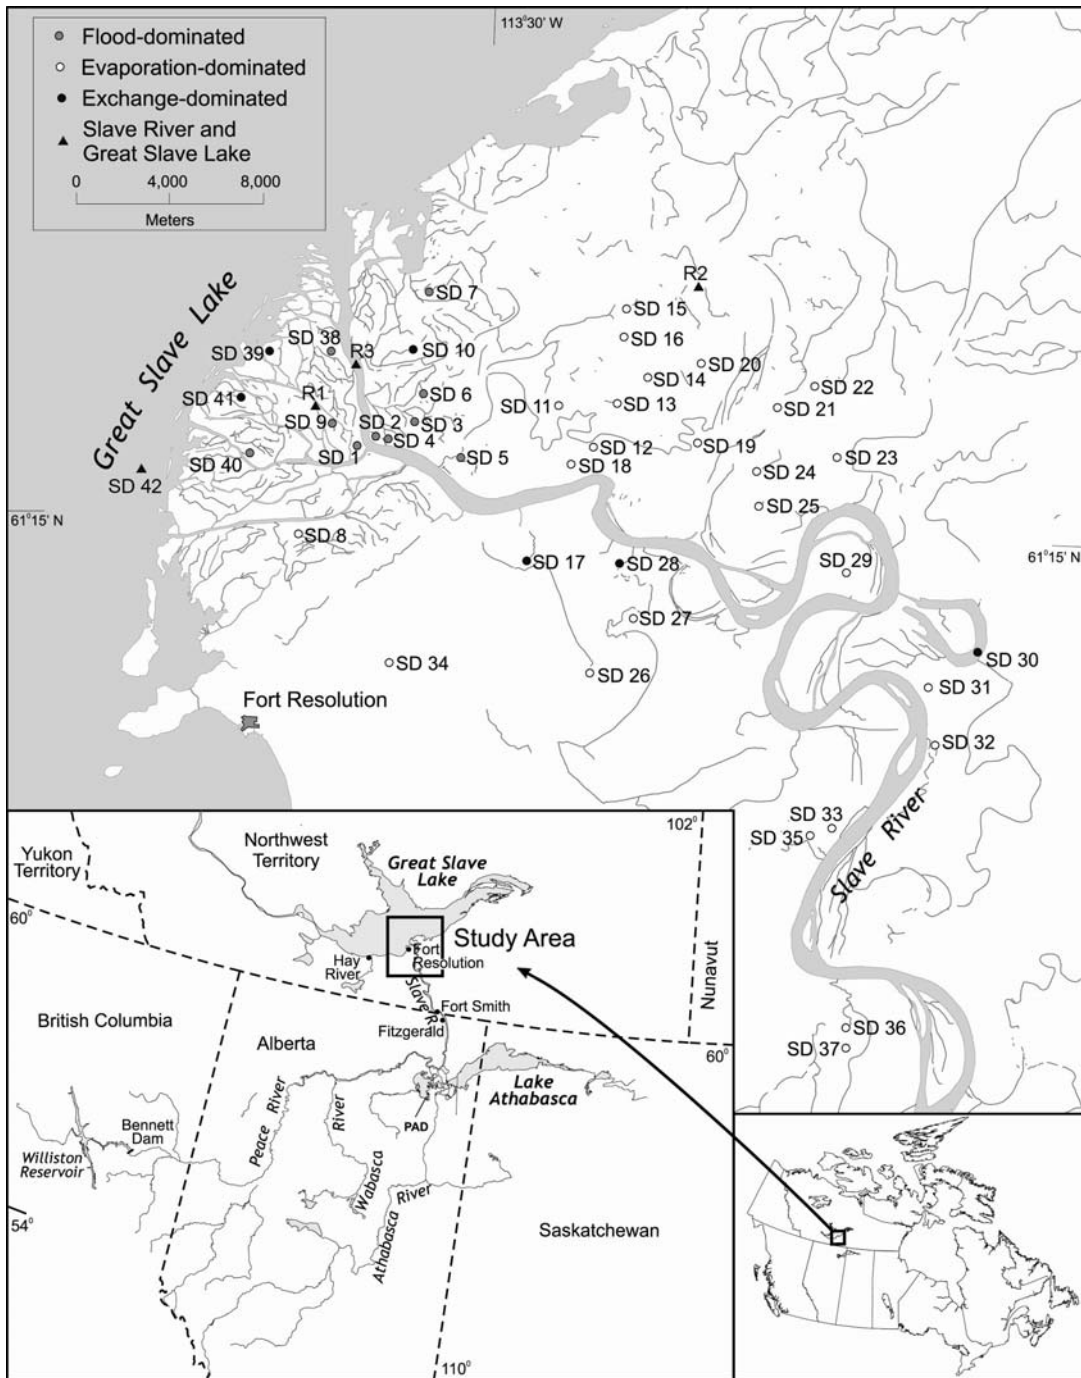 113°30' W
Flood-dominated
Evaporation-dominated
Exchange-dominated
Slave River and
Great Slave Lake
0 4,000 8,000
Meters
Great Slave Lake
R2
SD 7
SD 15
SD 16
SD 38
R3
SD 39
SD 10
SD 20
SD 14
SD 22
SD 41
R1
SD 6
SD 11
SD 13
SD 21
SD 9
SD 2
SD 3
SD 4
SD 1
SD 5
SD 12
SD 19
SD 18
SD 23
SD 40
SD 24
SD 42
SD 25
61°15' N
SD 8
61°15' N
SD 17
SD 28
SD 29
SD 27
SD 30
SD 34
SD 26
SD 31
Fort Resolution
SD 32
SD 33
SD 35
Slave River
SD 36
SD 37
102°
Northwest
Territory
Yukon
Territory
Great Slave
Lake
60°
Study Area
Fort
Resolution
Hay
River
Nunavut
Slave R.
Fort Smith
Fitzgerald
British Columbia
Alberta
60°
Lake
Athabasca
Peace River
River
Wabasca
PAD
Bennett
Dam
Williston
Reservoir
Athabasca River
54°
Saskatchewan
110°